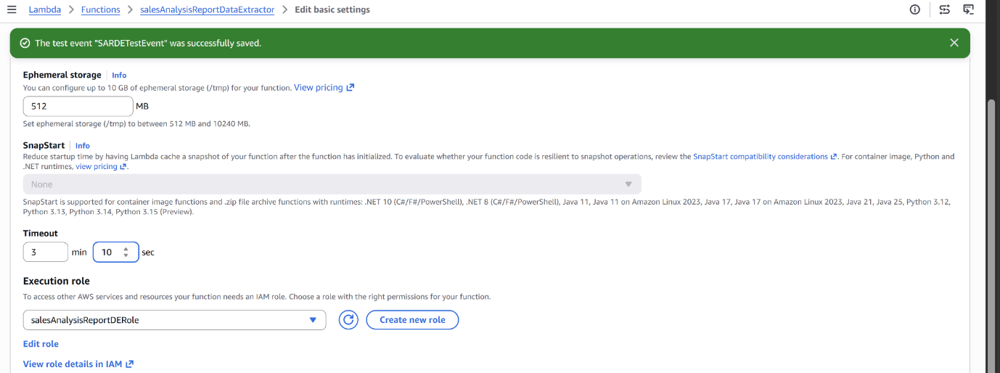 Lambda > Functions > salesAnalysisReportDataExtractor > Edit basic settings
The test event "SARDETestEvent" was successfully saved.
Ephemeral storage Info
You can configure up to 10 GB of ephemeral storage (/tmp) for your function. View pricing
512 MB
Set ephemeral storage (/tmp) to between 512 MB and 10240 MB.
SnapStart Info
Reduce startup time by having Lambda cache a snapshot of your function after the function has initialized. To evaluate whether your function code is resilient to snapshot operations, review the SnapStart compatibility considerations. For container image, Python and
.NET runtimes, view pricing.
None
SnapStart is supported for container image functions and .zip file archive functions with runtimes: .NET 10 (C#/F#/PowerShell), .NET 8 (C#/F#/PowerShell), Java 11, Java 11 on Amazon Linux 2023, Java 17, Java 17 on Amazon Linux 2023, Java 21, Java 25, Python 3.12,
Python 3.13, Python 3.14, Python 3.15 (Preview).
Timeout
3 min 10 sec
Execution role
To access other AWS services and resources your function needs an IAM role. Choose a role with the right permissions for your function.
salesAnalysisReportDERole Create new role
Edit role
View role details in IAM